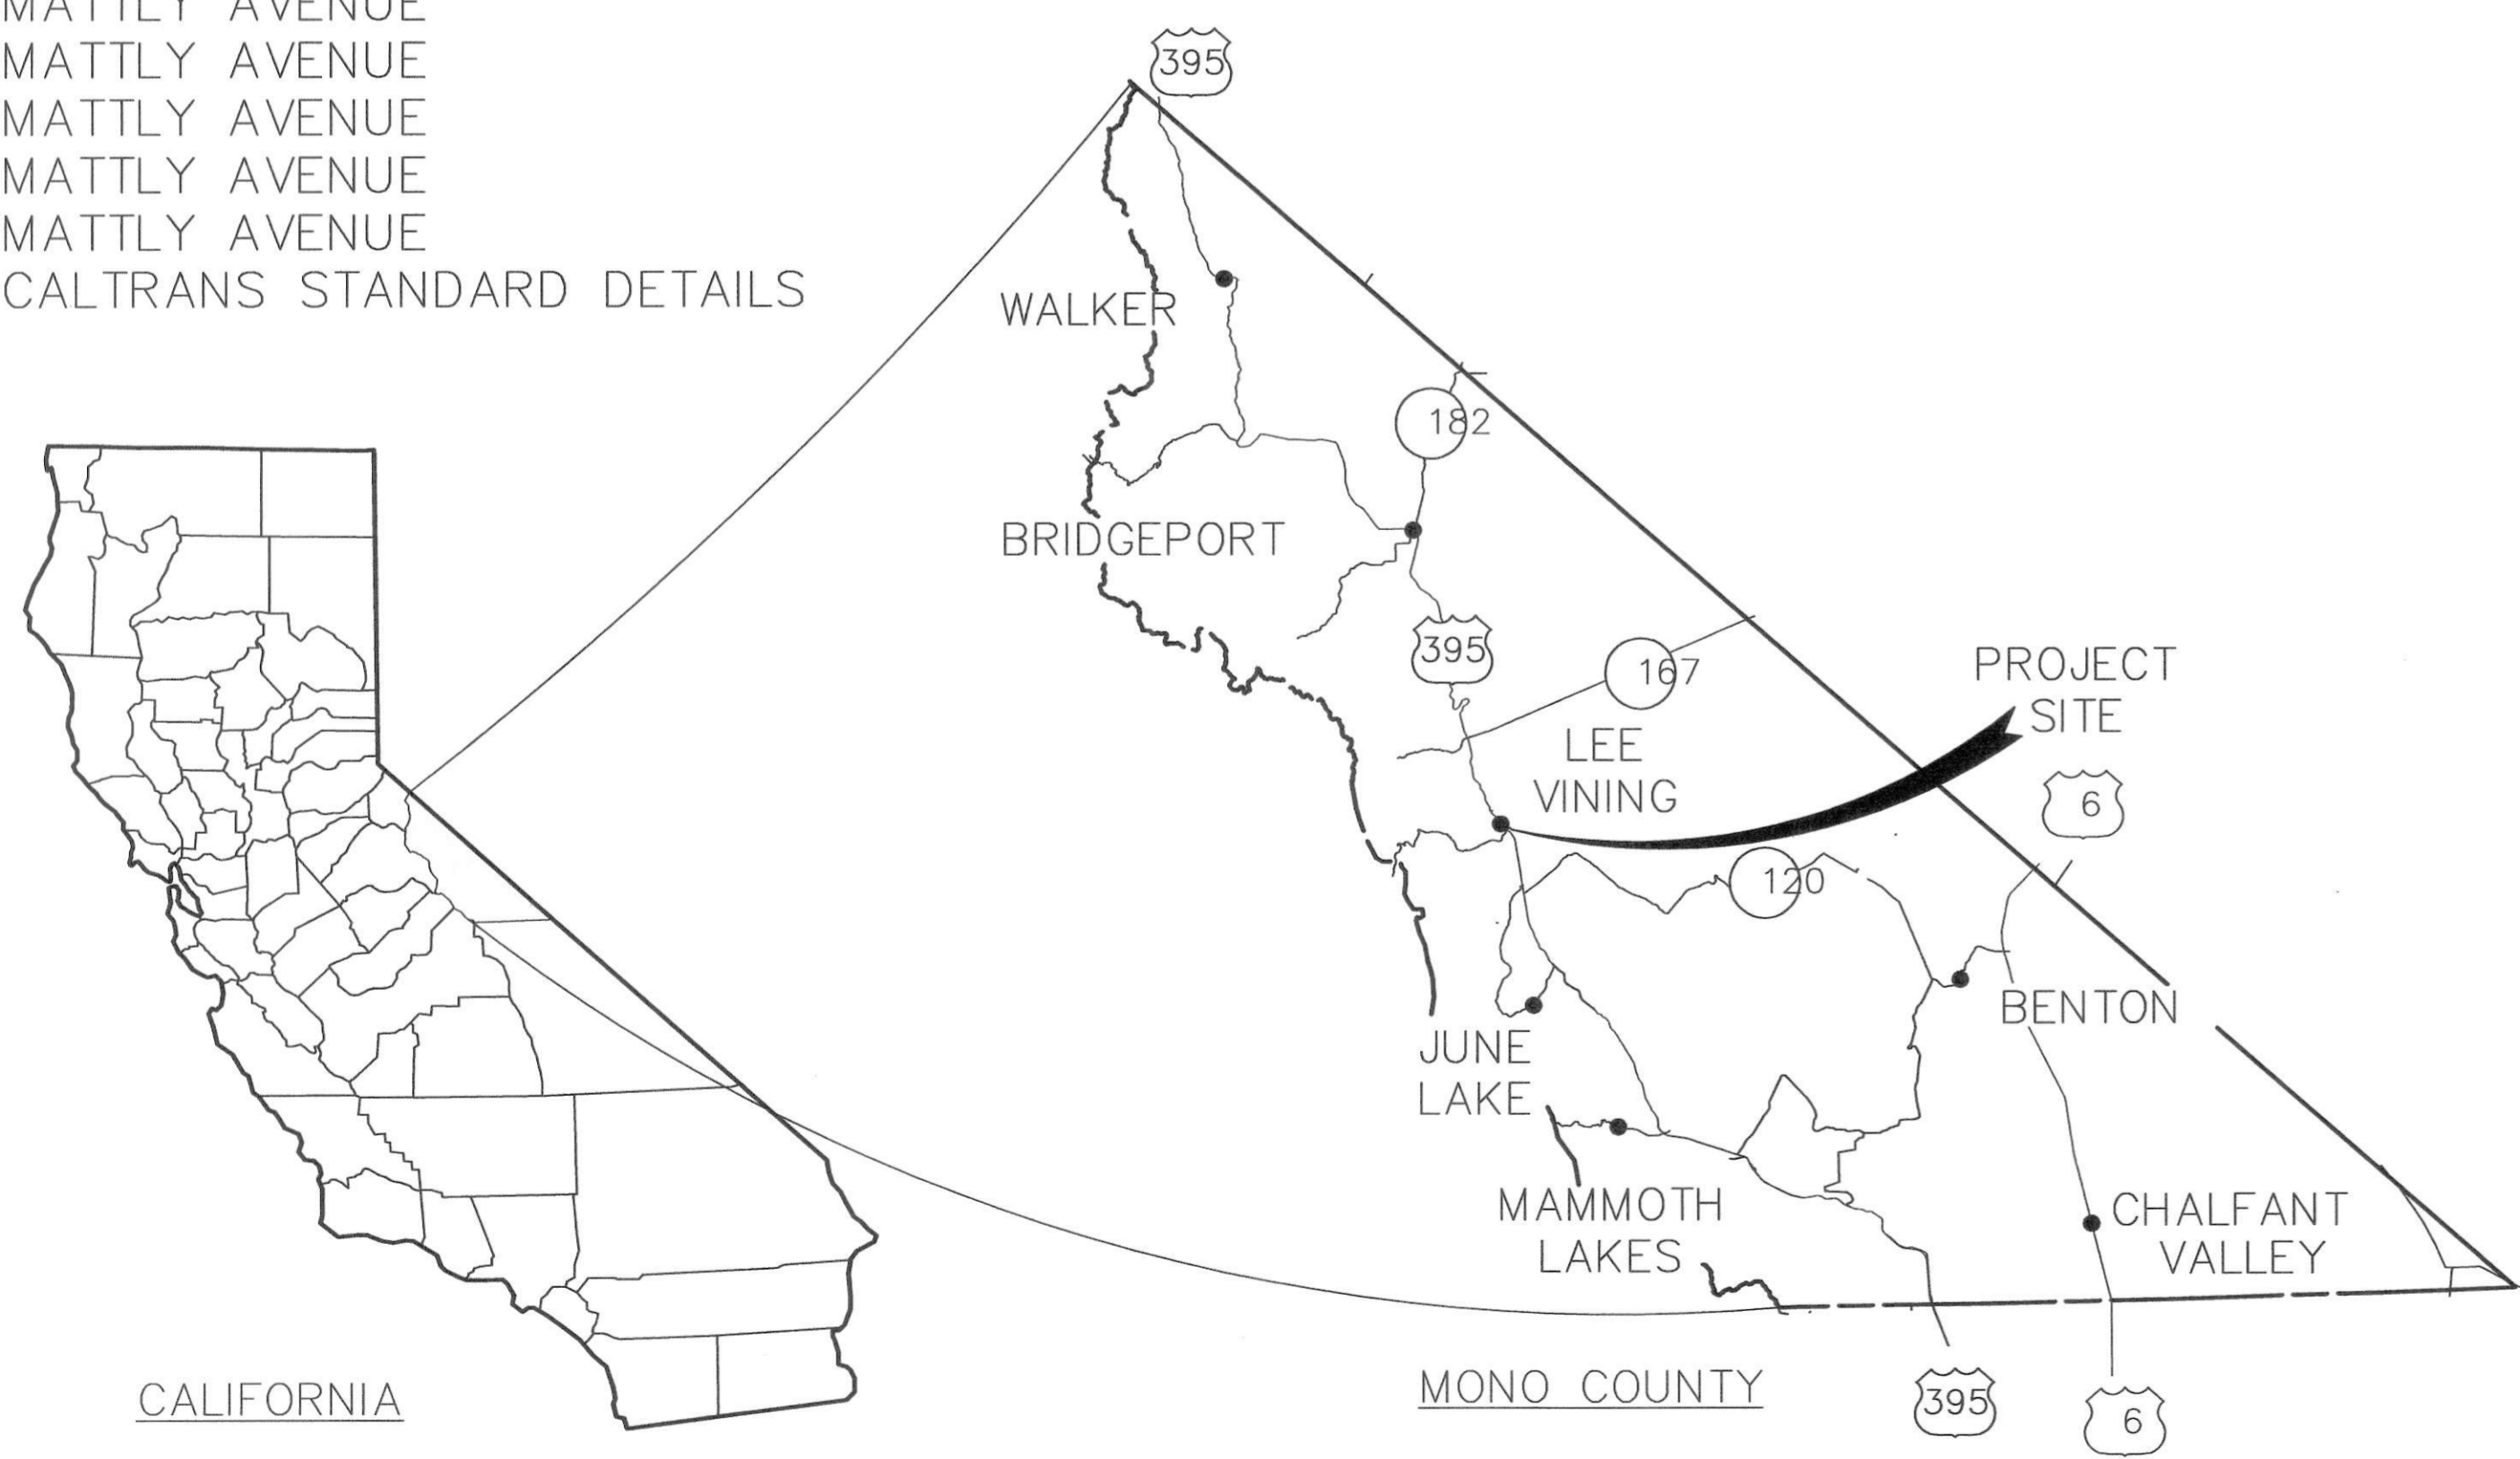 MATTLY AVENUE
MATTLY AVENUE
MATTLY AVENUE
MATTLY AVENUE
MATTLY AVENUE
CALTRANS STANDARD DETAILS
395
WALKER
182
BRIDGEPORT
395
167
PROJECT
SITE
LEE
VINING
6
120
BENTON
JUNE
LAKE
MAMMOTH
LAKES
CHALFANT
VALLEY
CALIFORNIA
MONO COUNTY
395
6